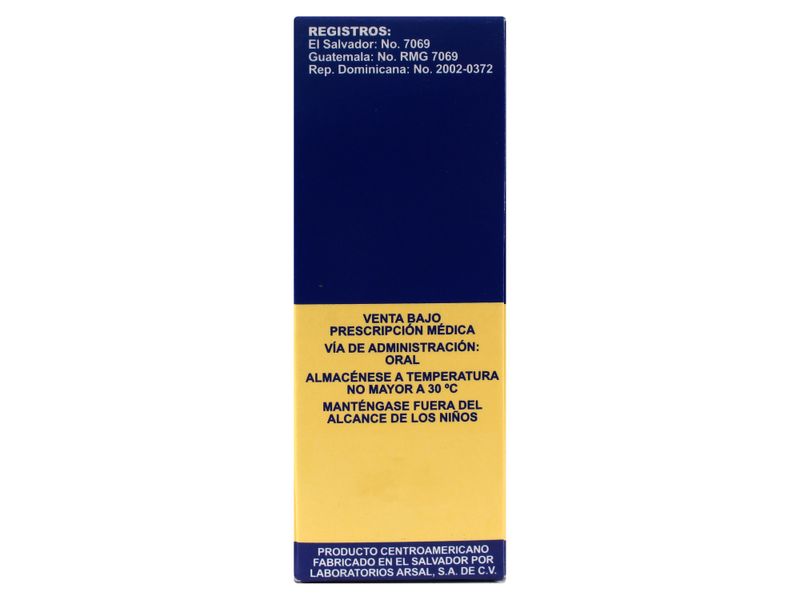 REGISTROS:
El Salvador: No. 7069
Guatemala: No. RMG 7069
Rep. Dominicana: No. 2002-0372
VENTA BAJO
PRESCRIPCIÓN MÉDICA
VÍA DE ADMINISTRACIÓN:
ORAL
ALMACÉNESE A TEMPERATURA
NO MAYOR A 30 ºC
MANTÉNGASE FUERA DEL
ALCANCE DE LOS NIÑOS
PRODUCTO CENTROAMERICANO
FABRICADO EN EL SALVADOR POR
LABORATORIOS ARSAL, S.A. DE C.V.